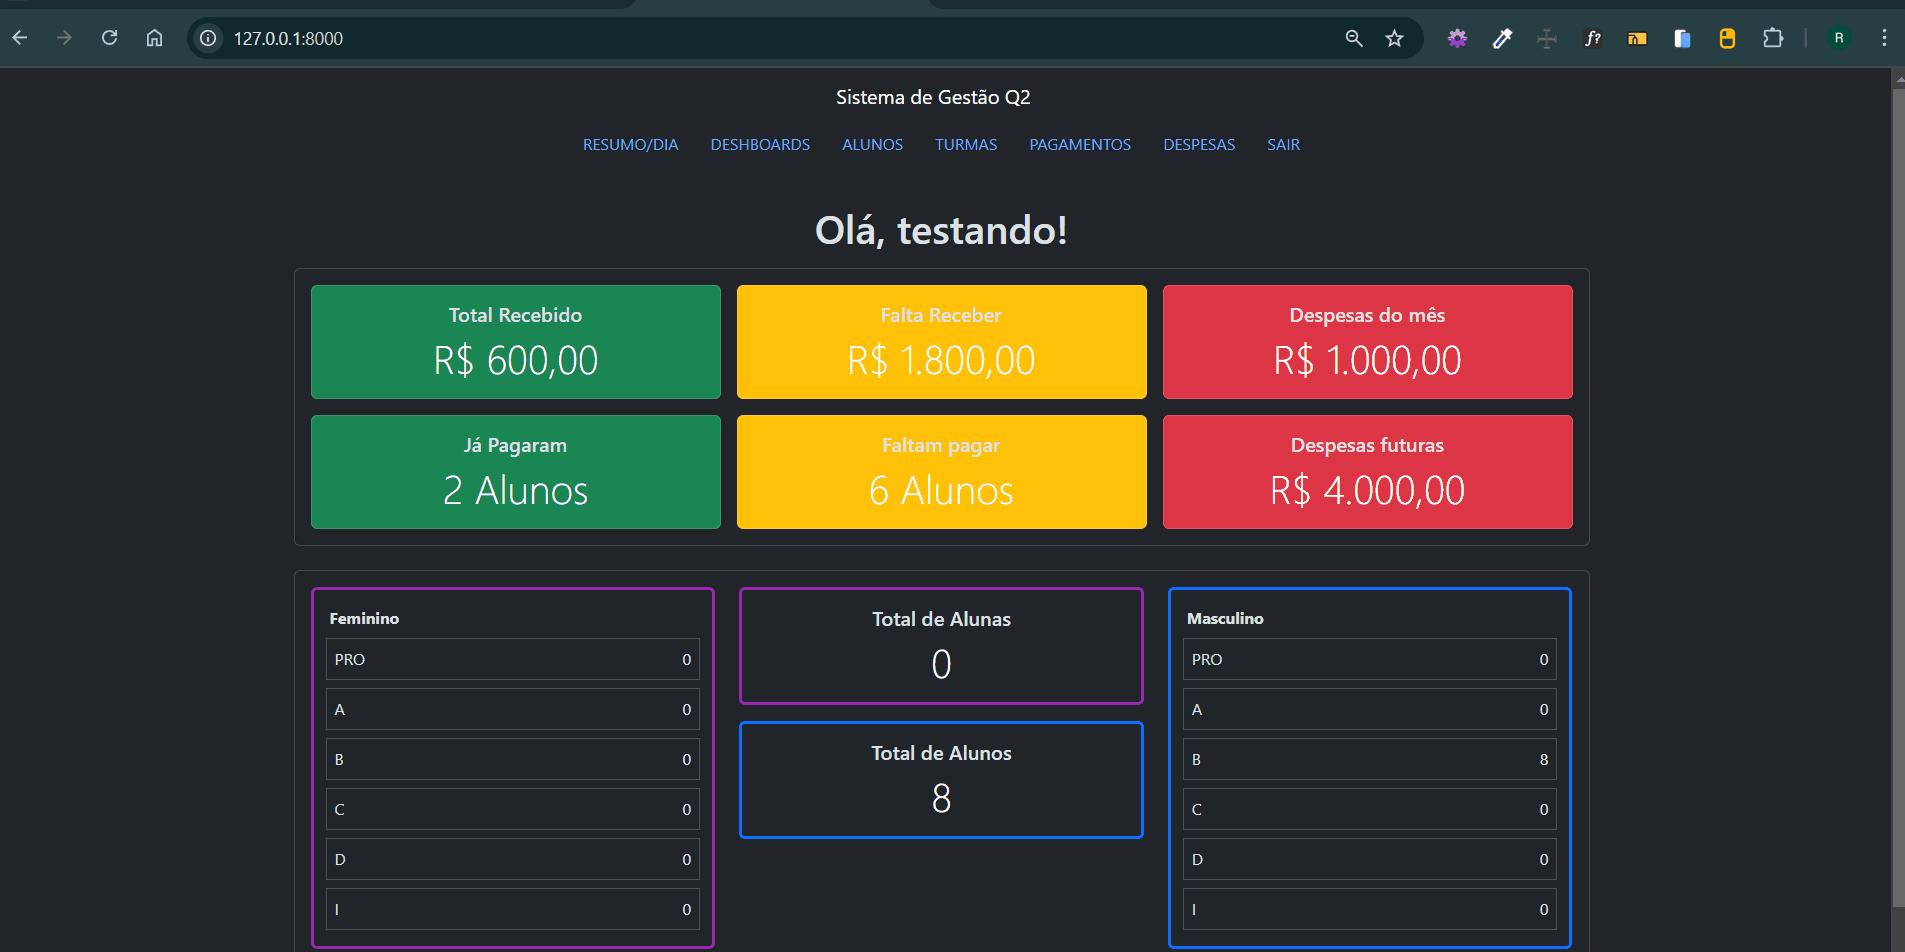 127.0.0.1:8000
f?
R
Sistema de Gestão Q2
RESUMO/DIA DESHBOARDS ALUNOS TURMAS PAGAMENTOS DESPESAS SAIR
Olá, testando!
Total Recebido
R$ 600,00
Falta Receber
R$ 1.800,00
Despesas do mês
R$ 1.000,00
Já Pagaram
2 Alunos
Faltam pagar
6 Alunos
Despesas futuras
R$ 4.000,00
Feminino
PRO 0
A 0
B 0
C 0
D 0
I 0
Total de Alunas
0
Total de Alunos
8
Masculino
PRO 0
A 0
B 8
C 0
D 0
I 0